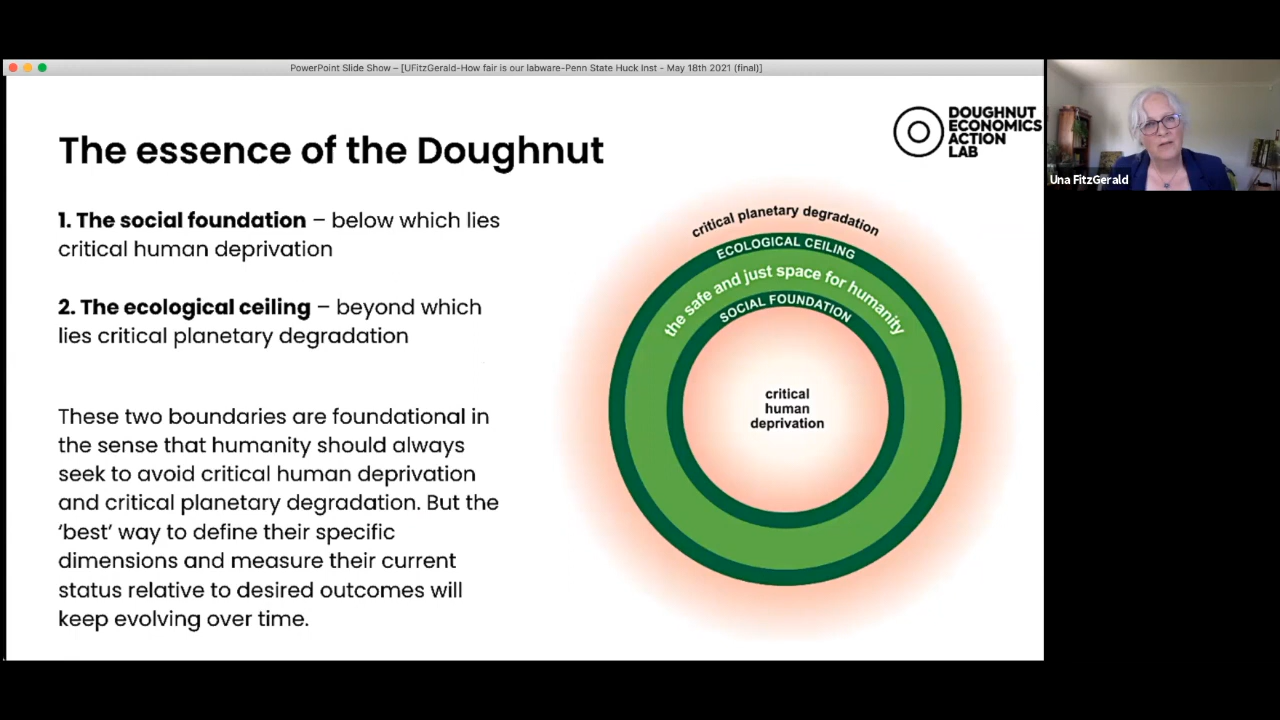 PowerPoint Slide Show – [UFitzGerald-How fair is our labware-Penn State Huck Inst - May 18th 2021 (final)]
The essence of the Doughnut
DOUGHNUT
ECONOMICS
ACTION
LAB
Una FitzGerald
1. The social foundation – below which lies
critical human deprivation
2. The ecological ceiling – beyond which
lies critical planetary degradation
These two boundaries are foundational in
the sense that humanity should always
seek to avoid critical human deprivation
and critical planetary degradation. But the
‘best’ way to define their specific
dimensions and measure their current
status relative to desired outcomes will
keep evolving over time.
critical planetary degradation
ECOLOGICAL CEILING
the safe and just space for humanity
SOCIAL FOUNDATION
critical
human
deprivation